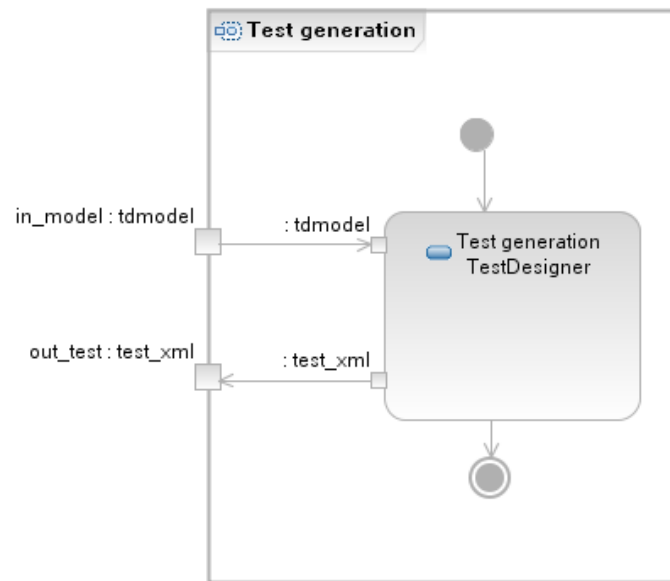 Test generation
in_model : tdmodel
: tdmodel
Test generation
TestDesigner
out_test : test_xml
: test_xml